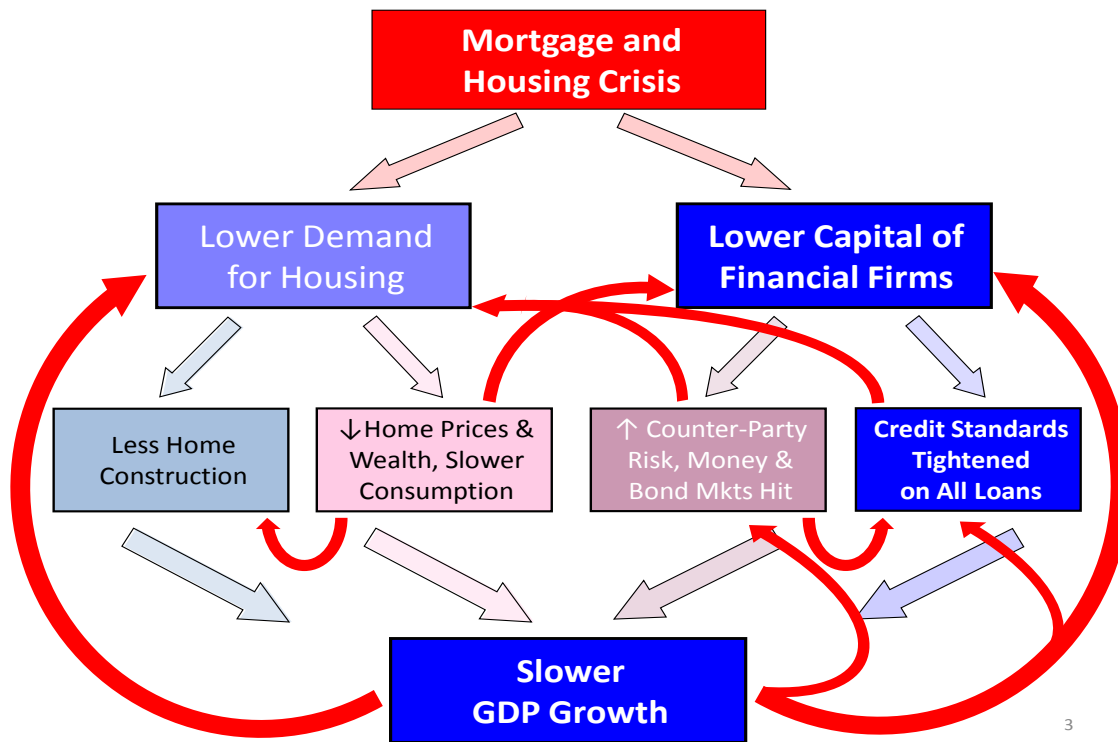 Mortgage and
Housing Crisis
Lower Demand
for Housing
Lower Capital of
Financial Firms
Less Home
Construction
↓Home Prices &
Wealth, Slower
Consumption
↑ Counter-Party
Risk, Money &
Bond Mkts Hit
Credit Standards
Tightened
on All Loans
Slower
GDP Growth
3